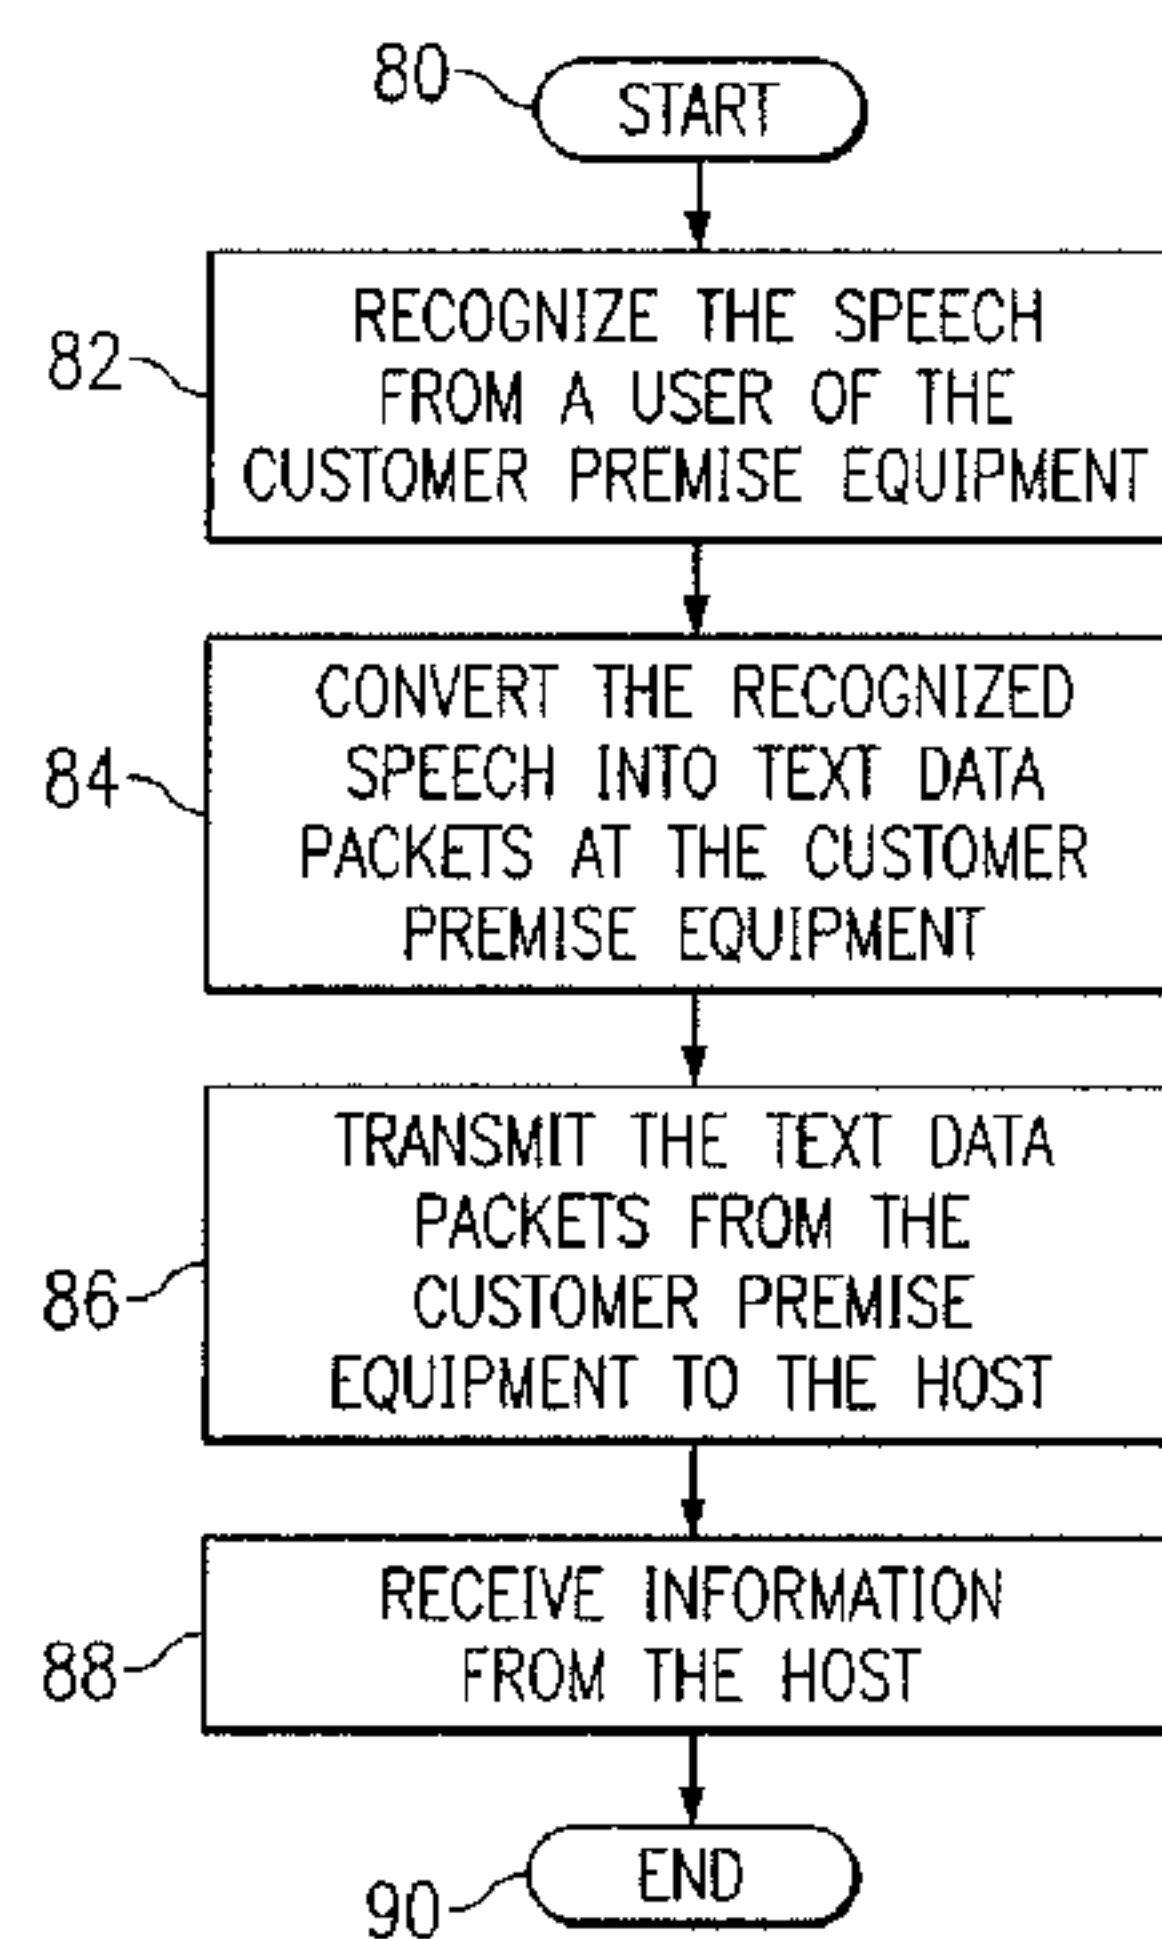 80
START
82
RECOGNIZE THE SPEECH
FROM A USER OF THE
CUSTOMER PREMISE EQUIPMENT
84
CONVERT THE RECOGNIZED
SPEECH INTO TEXT DATA
PACKETS AT THE CUSTOMER
PREMISE EQUIPMENT
86
TRANSMIT THE TEXT DATA
PACKETS FROM THE
CUSTOMER PREMISE
EQUIPMENT TO THE HOST
88
RECEIVE INFORMATION
FROM THE HOST
90
END